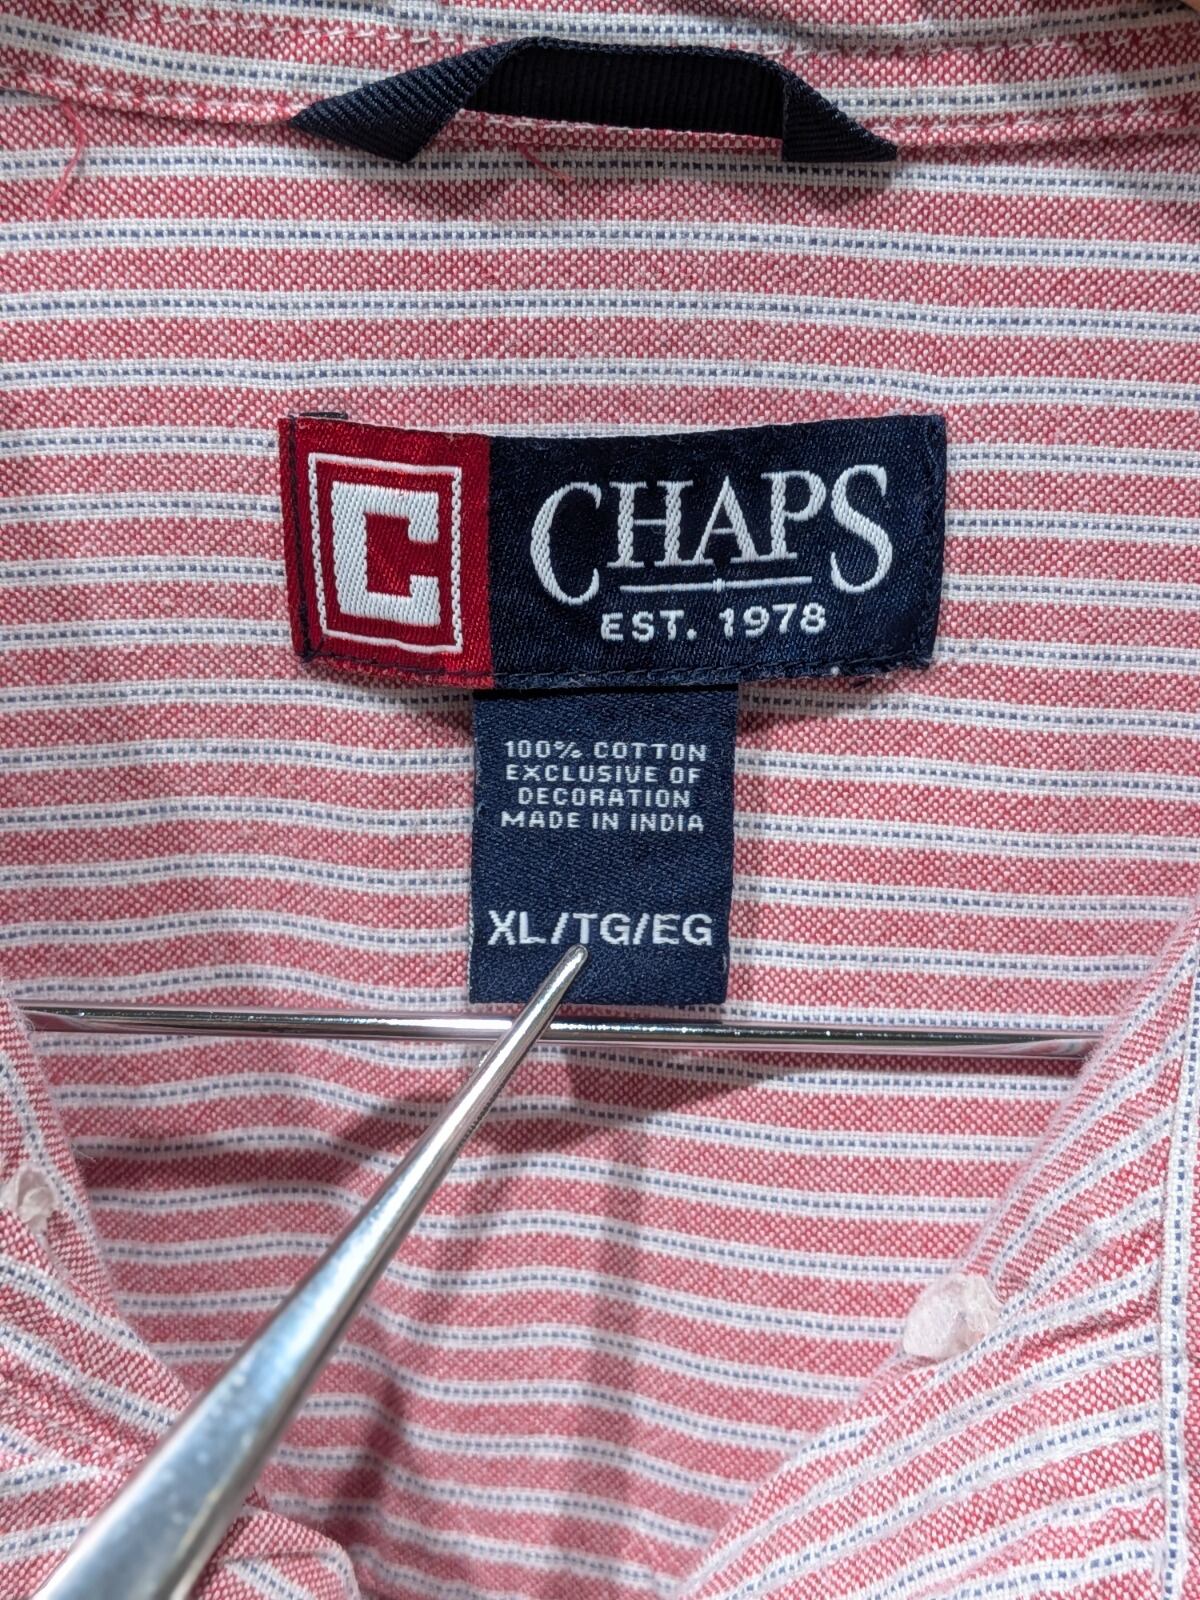 C
CHAPS
EST. 1978
100% COTTON
EXCLUSIVE OF
DECORATION
MADE IN INDIA
XL/TG/EG